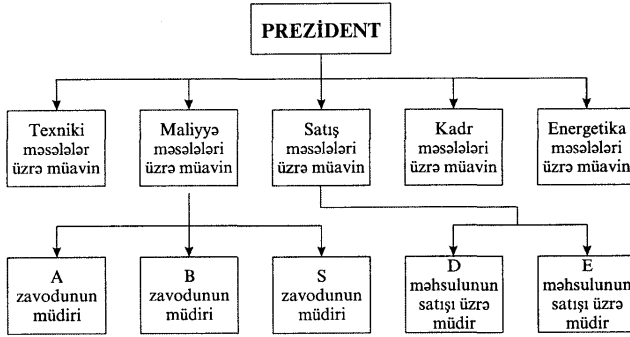 PREZİDENT
Texniki
məsələlər
üzrə müavin
Maliyyə
məsələləri
üzrə müavin
Satış
məsələləri
üzrə müavin
Kadr
məsələləri
üzrə müavin
Energetika
məsələləri
üzrə müavin
A
zavodunun
müdiri
B
zavodunun
müdiri
S
zavodunun
müdiri
D
məhsulunun
satışı üzrə
müdir
E
məhsulunun
satışı üzrə
müdir